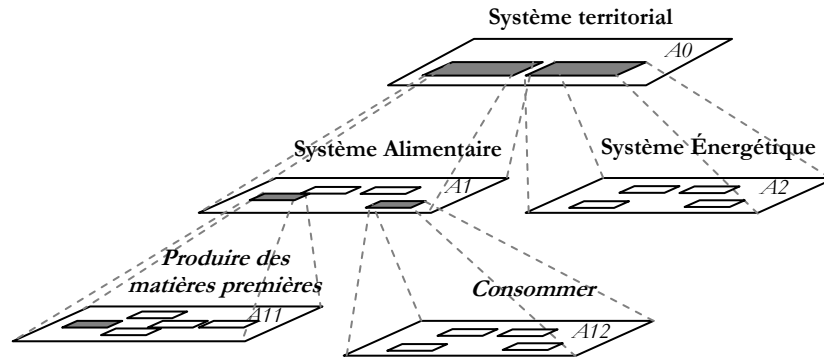 Système territorial
A0
Système Alimentaire
Système Énergétique
A1
A2
Produire des
matières premières
A11
Consommer
A12